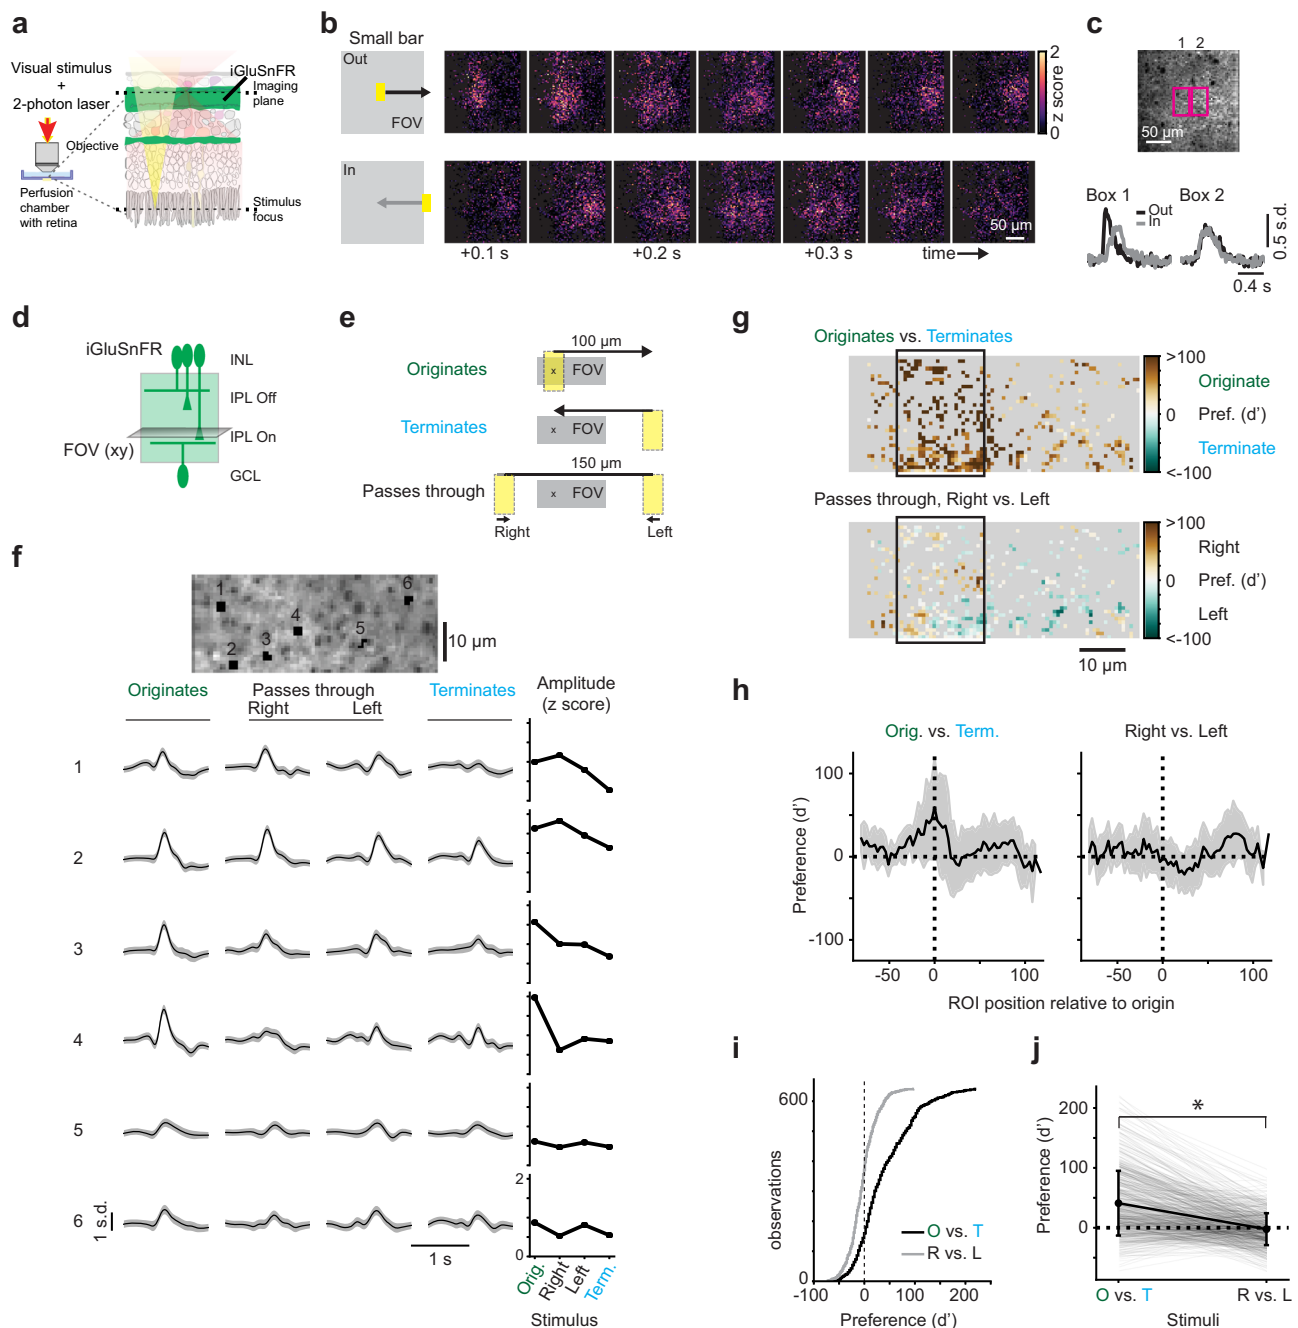 a
Visual stimulus
+
2-photon laser
iGluSnFR
Imaging
plane
Objective
Perfusion
chamber
with retina
Stimulus
focus
b
Small bar
Out
FOV
In
2
z score
0
50 µm
+0.1 s
+0.2 s
+0.3 s
time
c
1 2
50 µm
Box 1
Box 2
Out
In
0.5 s.d.
0.4 s
d
iGluSnFR
INL
IPL Off
IPL On
FOV (xy)
GCL
e
100 µm
Originates
x FOV
Terminates
x FOV
150 µm
Passes through
x FOV
Right
Left
f
1
2
3
4
5
6
10 µm
Originates
Passes through
Right
Left
Terminates
Amplitude
(z score)
1
2
3
4
5
6
1 s.d.
1 s
2
0
Orig.
Right
Left
Term.
Stimulus
g
Originates vs. Terminates
>100
Originate
0
Pref. (d')
Terminate
<-100
Passes through, Right vs. Left
>100
Right
0
Pref. (d')
Left
<-100
10 µm
h
Orig. vs. Term.
Right vs. Left
Preference (d')
100
0
-100
-50
0
100
-50
0
100
ROI position relative to origin
i
observations
600
0
O vs. T
R vs. L
-100
0
200
Preference (d')
j
Preference (d')
200
100
0
*
O vs. T
R vs. L
Stimuli